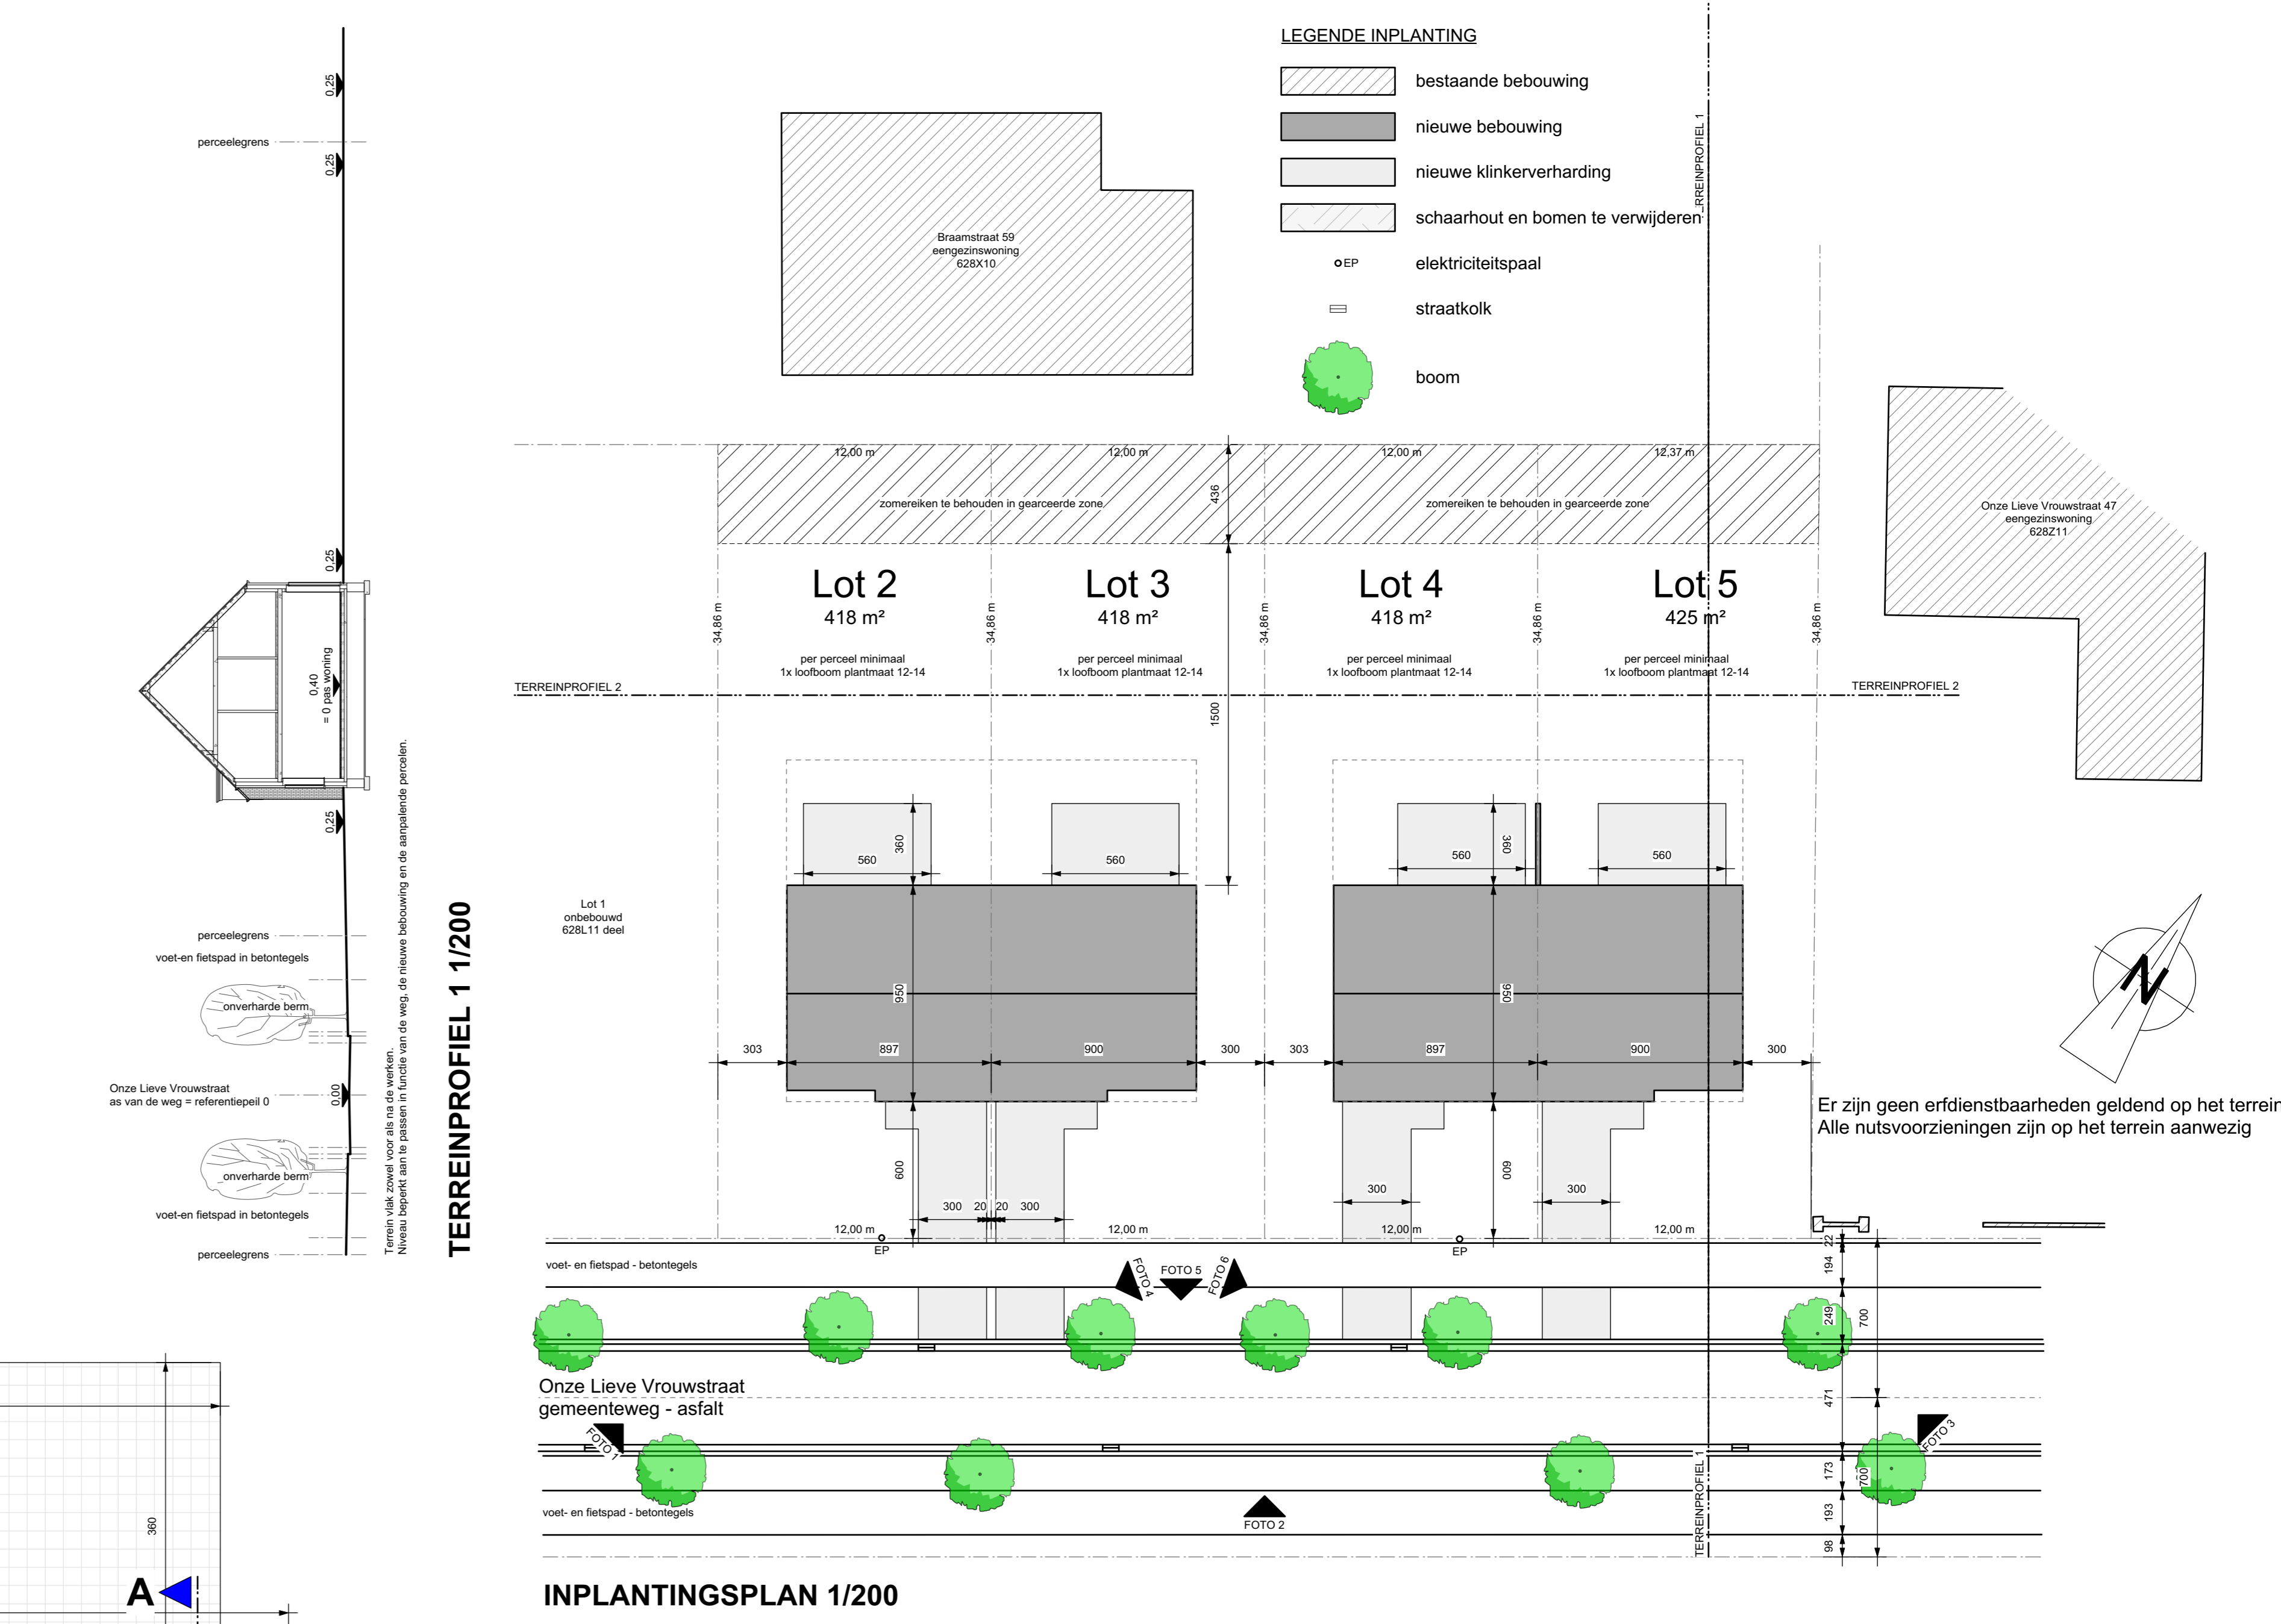 LEGENDE INPLANTING
bestaande bebouwing
nieuwe bebouwing
nieuwe klinkerverharding
schaarhout en bomen te verwijderen
EP
elektriciteitspaal
straatkolk
boom
0,25
perceelegrens
0,25
0,25
0,40
= 0 pas woning
0,25
perceelegrens
voet-en fietspad in betontegels
onverharde berm
Onze Lieve Vrouwstraat
as van de weg = referentiepeil 0
0,00
onverharde berm
voet-en fietspad in betontegels
perceelegrens
Terrein vlak zowel voor als na de werken.
Niveau beperkt aan te passen in functie van de weg, de nieuwe bebouwing en de aanpalende percelen.
TERREINPROFIEL 1 1/200
Braamstraat 59
eengezinswoning
628X10
RREINPROFIEL 1
12,00 m
12,00 m
12,00 m
12,37 m
zomereiken te behouden in gearceerde zone
436
zomereiken te behouden in gearceerde zone
Onze Lieve Vrouwstraat 47
eengezinswoning
628Z11
Lot 2
418 m²
Lot 3
418 m²
Lot 4
418 m²
Lot 5
425 m²
34,86 m
34,86 m
34,86 m
34,86 m
34,86 m
per perceel minimaal
1x loofboom plantmaat 12-14
per perceel minimaal
1x loofboom plantmaat 12-14
per perceel minimaal
1x loofboom plantmaat 12-14
per perceel minimaal
1x loofboom plantmaat 12-14
TERREINPROFIEL 2
TERREINPROFIEL 2
1500
560
360
560
560
360
560
Lot 1
onbebouwd
628L11 deel
950
950
303
897
900
300
303
897
900
300
N
Er zijn geen erfdienstbaarheden geldend op het terrein
Alle nutsvoorzieningen zijn op het terrein aanwezig
600
600
300
20
20
300
300
300
12,00 m
12,00 m
12,00 m
12,00 m
EP
EP
voet- en fietspad - betontegels
FOTO 4
FOTO 5
FOTO 6
22
194
249
700
471
Onze Lieve Vrouwstraat
gemeenteweg - asfalt
FOTO 1
FOTO 3
173
700
193
98
voet- en fietspad - betontegels
FOTO 2
TERREINPROFIEL 1
360
A
INPLANTINGSPLAN 1/200